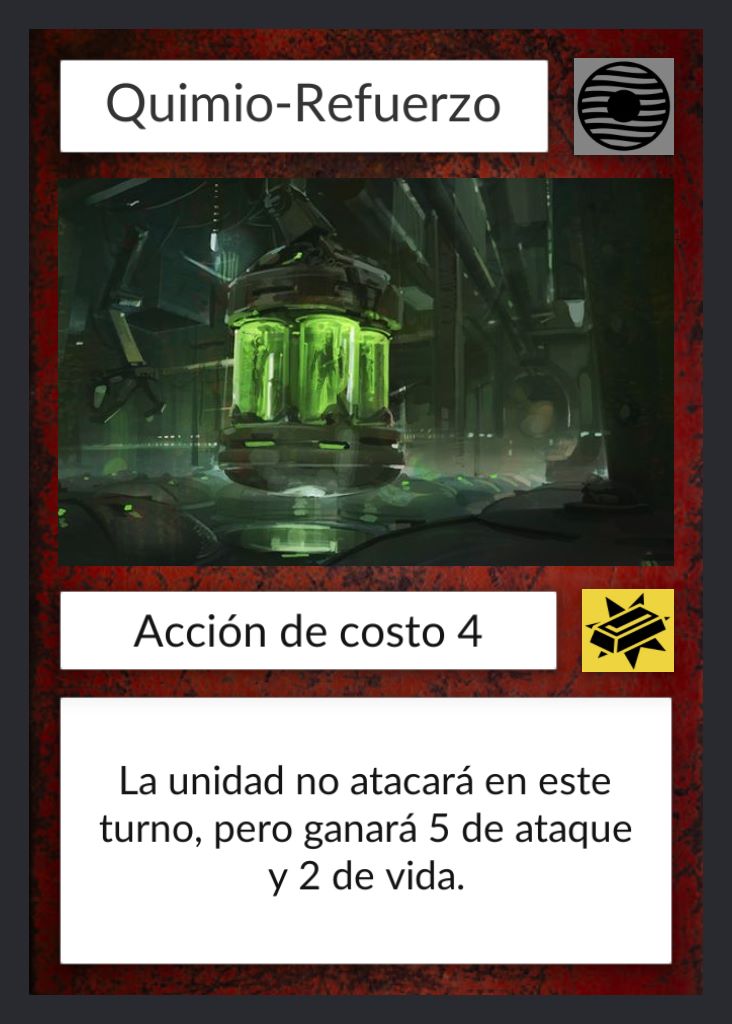 Quimio-Refuerzo
Acción de costo 4
La unidad no atacará en este
turno, pero ganará 5 de ataque
y 2 de vida.